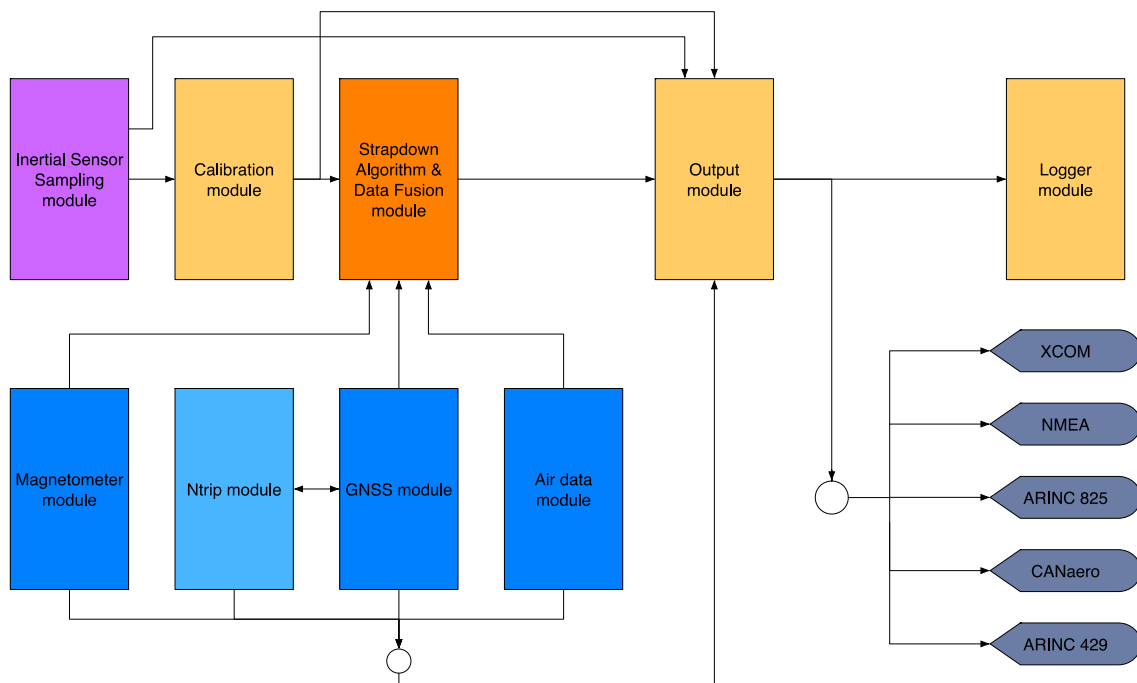 Inertial Sensor
Sampling
module
Calibration
module
Strapdown
Algorithm &
Data Fusion
module
Output
module
Logger
module
Magnetometer
module
Ntrip module
GNSS module
Air data
module
XCOM
NMEA
ARINC 825
CANaero
ARINC 429